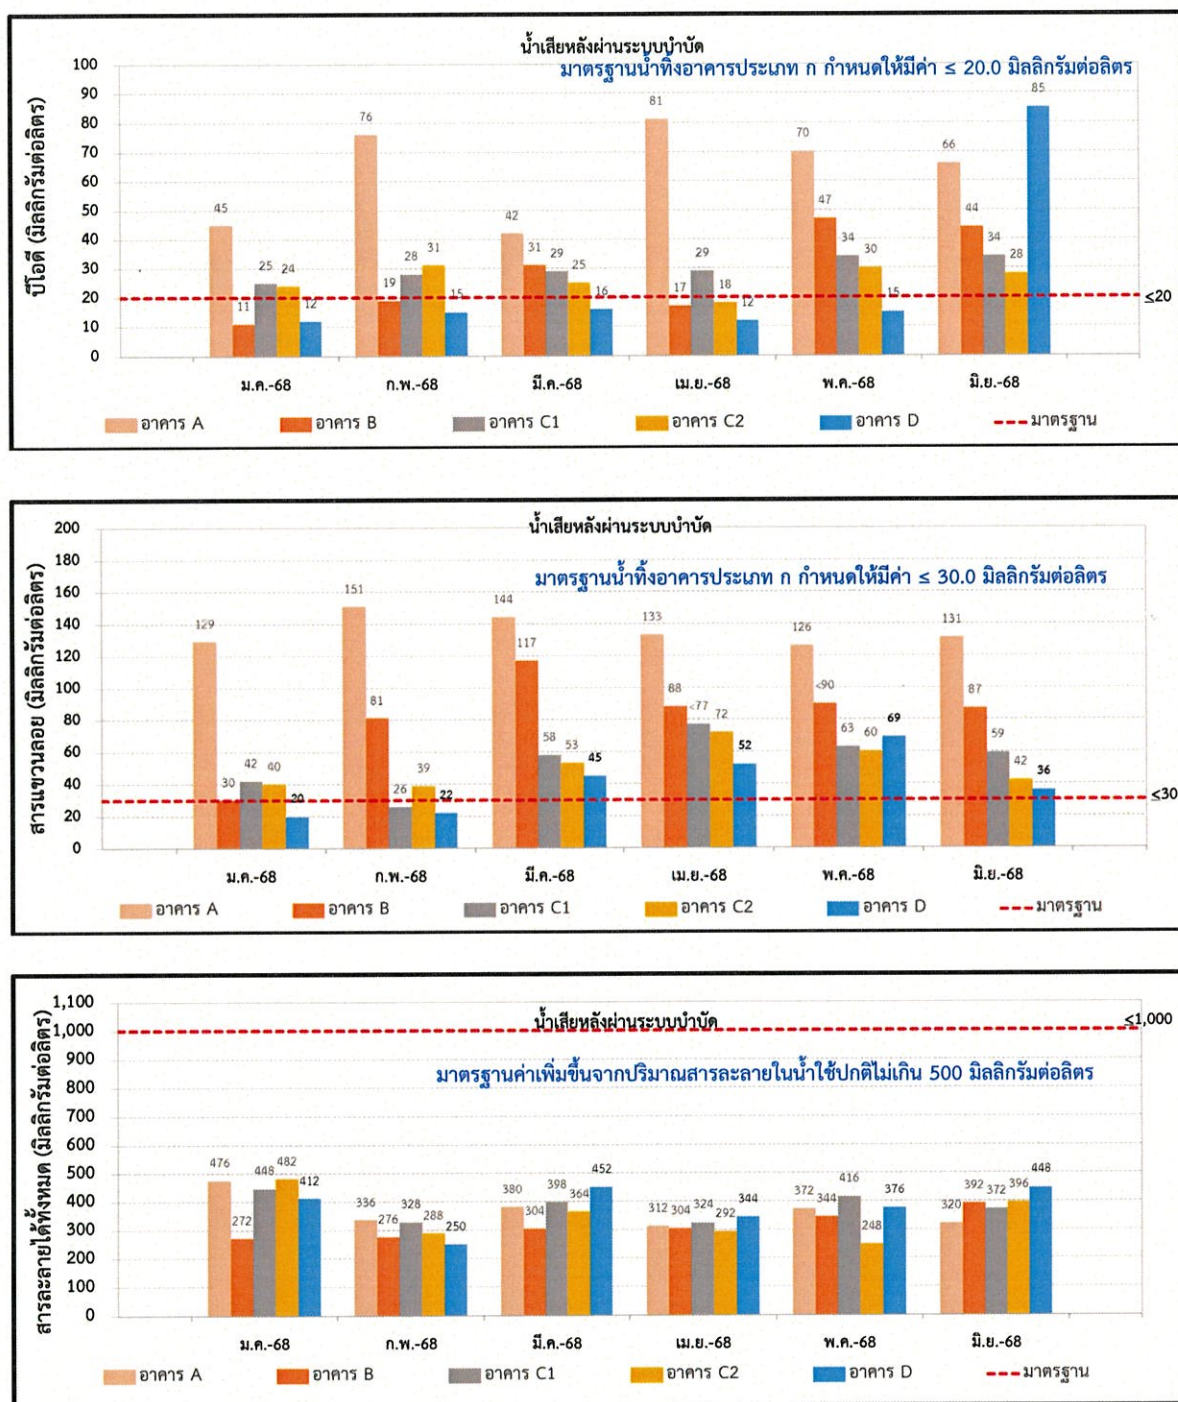 น้ำเสียหลังผ่านระบบบำบัด
มาตรฐานน้ำทิ้งอาคารประเภท ก กำหนดให้มีค่า ≤ 20.0 มิลลิกรัมต่อลิตร
บีโอดี (มิลลิกรัมต่อลิตร)
100
90
80
70
60
50
40
30
20
10
0
45 11 25 24 12
76 19 28 31 15
42 31 29 25 16
81 17 29 18 12
70 47 34 30 15
66 44 34 28 85
≤20
ม.ค.-68 ก.พ.-68 มี.ค.-68 เม.ย.-68 พ.ค.-68 มิ.ย.-68
อาคาร A อาคาร B อาคาร C1 อาคาร C2 อาคาร D มาตรฐาน
น้ำเสียหลังผ่านระบบบำบัด
มาตรฐานน้ำทิ้งอาคารประเภท ก กำหนดให้มีค่า ≤ 30.0 มิลลิกรัมต่อลิตร
สารแขวนลอย (มิลลิกรัมต่อลิตร)
200
180
160
140
120
100
80
60
40
20
0
129 30 42 40 20
151 81 26 39 22
144 117 58 53 45
133 88 <77 72 52
126 <90 63 60 69
131 87 59 42 36
≤30
ม.ค.-68 ก.พ.-68 มี.ค.-68 เม.ย.-68 พ.ค.-68 มิ.ย.-68
อาคาร A อาคาร B อาคาร C1 อาคาร C2 อาคาร D มาตรฐาน
น้ำเสียหลังผ่านระบบบำบัด
≤1,000
มาตรฐานค่าเพิ่มขึ้นจากปริมาณสารละลายในน้ำใช้ปกติไม่เกิน 500 มิลลิกรัมต่อลิตร
สารละลายได้ทั้งหมด (มิลลิกรัมต่อลิตร)
1,100
1,000
900
800
700
600
500
400
300
200
100
0
476 272 448 482 412
336 276 328 288 250
380 304 398 364 452
312 304 324 292 344
372 344 416 248 376
320 392 372 396 448
ม.ค.-68 ก.พ.-68 มี.ค.-68 เม.ย.-68 พ.ค.-68 มิ.ย.-68
อาคาร A อาคาร B อาคาร C1 อาคาร C2 อาคาร D มาตรฐาน